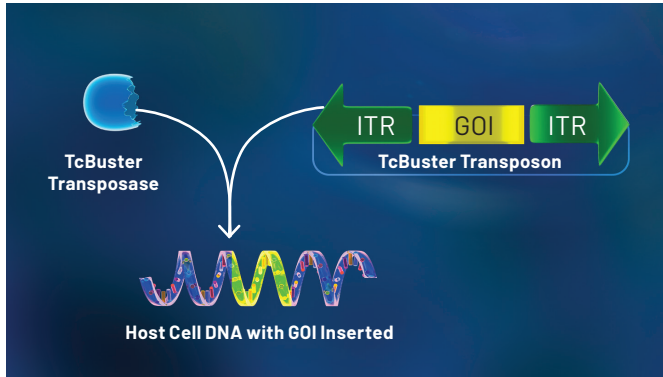 ITR GOI ITR
TcBuster
Transposase
TcBuster Transposon
Host Cell DNA with GOI Inserted